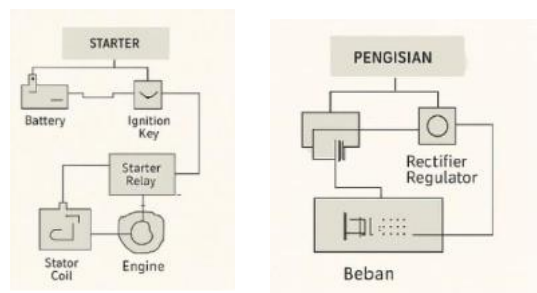 STARTER
Battery
Ignition
Key
Starter
Relay
Stator
Coil
Engine
PENGISIAN
Rectifier
Regulator
Beban